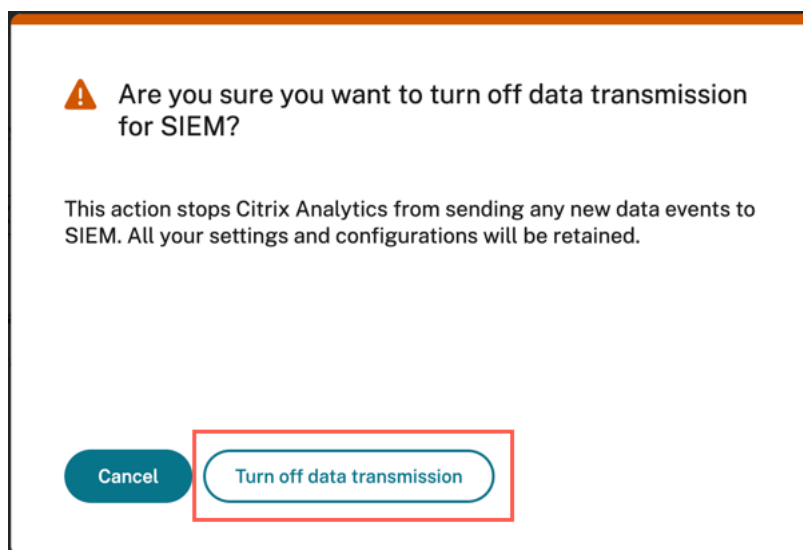 Are you sure you want to turn off data transmission
for SIEM?
This action stops Citrix Analytics from sending any new data events to
SIEM. All your settings and configurations will be retained.
Cancel
Turn off data transmission